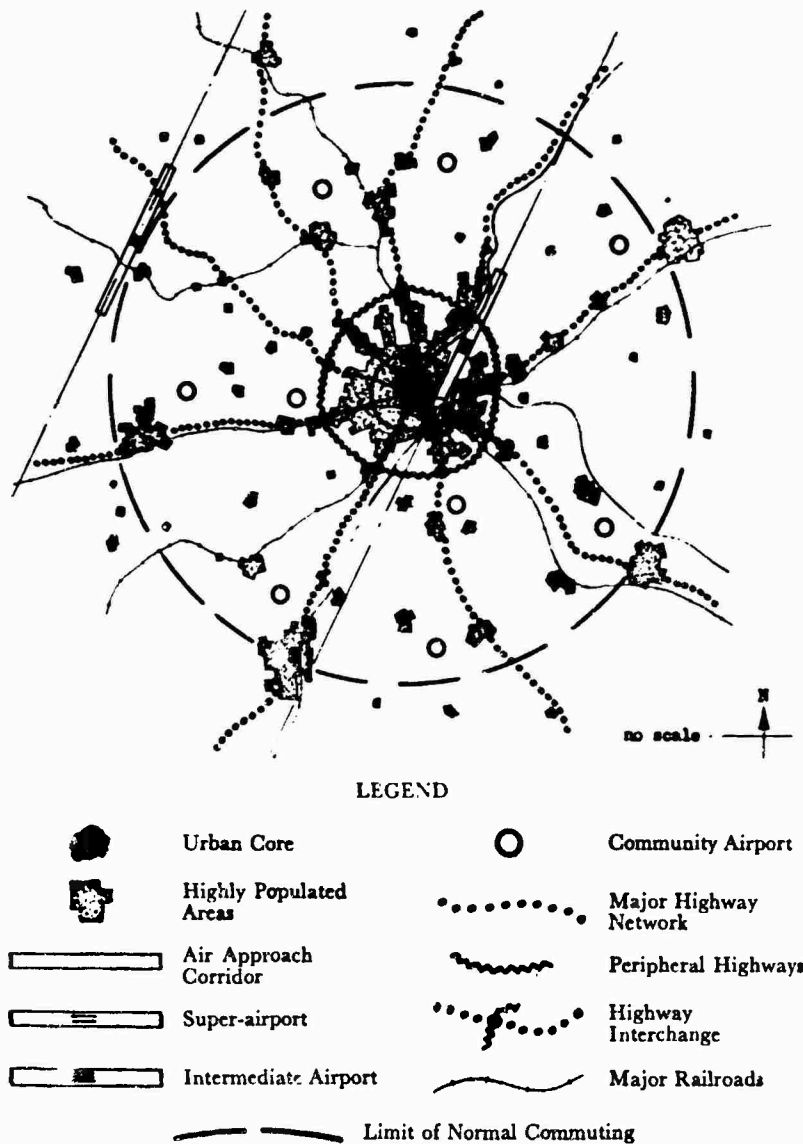 N
no scale
LEGEND
Urban Core
Community Airport
Highly Populated
Areas
Major Highway
Network
Air Approach
Corridor
Peripheral Highways
Super-airport
Highway
Interchange
Intermediate Airport
Major Railroads
Limit of Normal Commuting